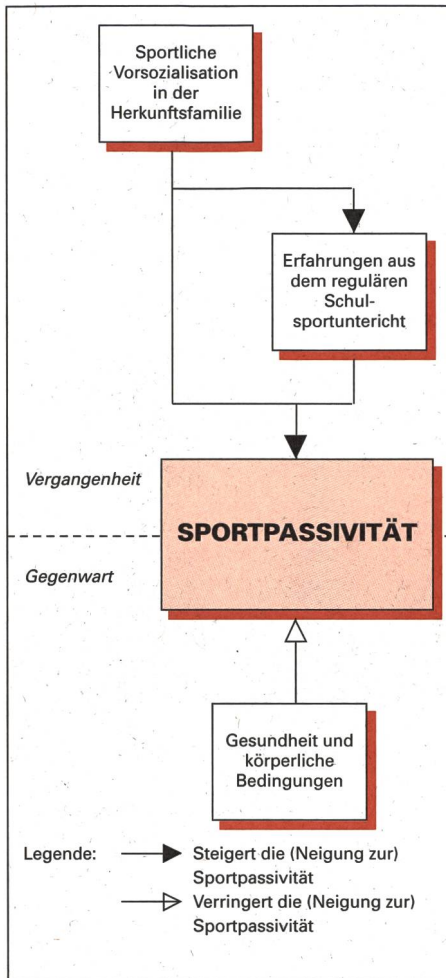 Sportliche
Vorsozialisation
in der
Herkunftsfamilie
Erfahrungen aus
dem regulären
Schul-
sportunterricht
Vergangenheit
SPORTPASSIVITÄT
Gegenwart
Gesundheit und
körperliche
Bedingungen
Legende:
Steigert die (Neigung zur)
Sportpassivität
Verringert die (Neigung zur)
Sportpassivität